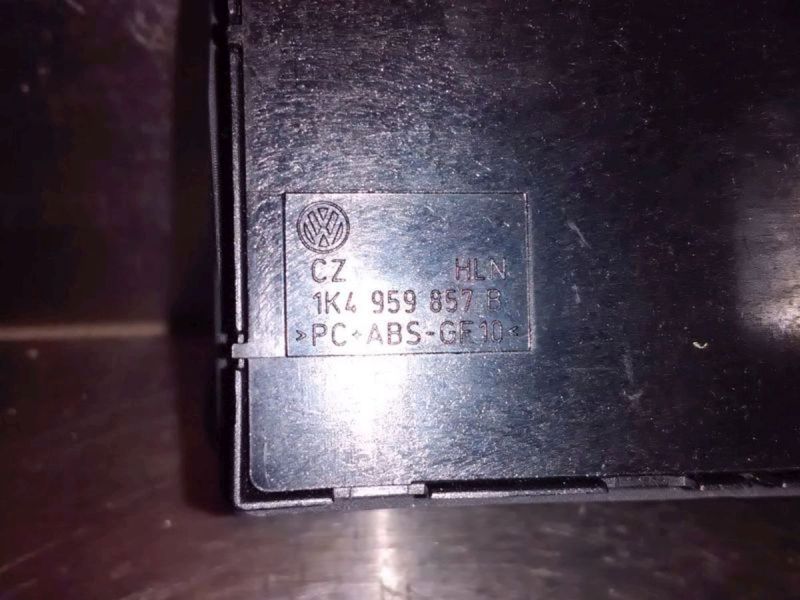 CZ HLN
1K4 959 857 B
>PC+ABS-GF10<